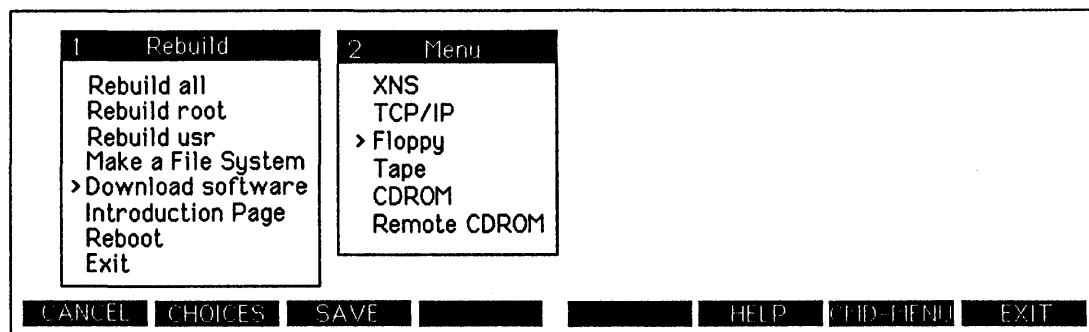 1 Rebuild
Rebuild all
Rebuild root
Rebuild usr
Make a File System
>Download software
Introduction Page
Reboot
Exit
2 Menu
XNS
TCP/IP
>Floppy
Tape
CDROM
Remote CDROM
CANCEL CHOICES SAVE HELP CMD-MENU EXIT